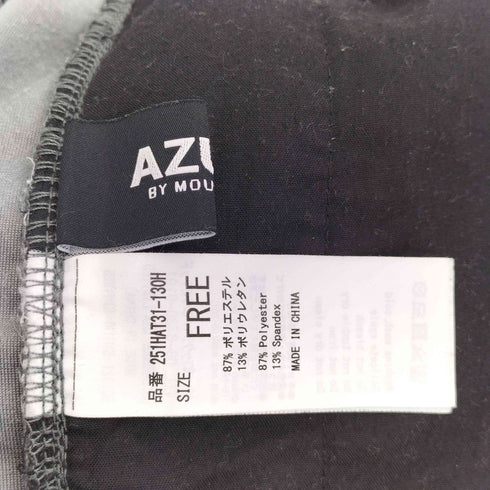 AZU
BY MOU
品番 251HAT31-130H
SIZE FREE
87% ポリエステル
13% ポリウレタン
87% Polyester
13% Spandex
MADE IN CHINA